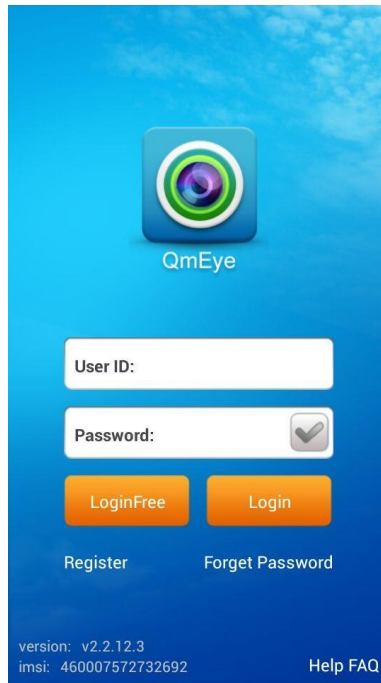 QmEye
User ID:
Password:
LoginFree Login
Register Forget Password
version: v2.2.12.3
imsi: 460007572732692 Help FAQ